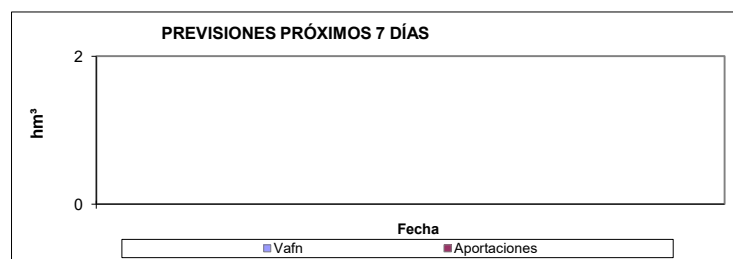 PREVISIONES PRÓXIMOS 7 DÍAS
2
hm³
0
Fecha
Vafn Aportaciones